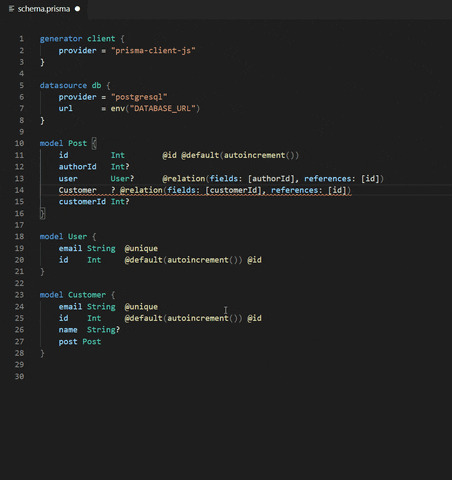 schema.prisma
1 generator client {
2 provider = "prisma-client-js"
3 }
4
5 datasource db {
6 provider = "postgresql"
7 url = env("DATABASE_URL")
8 }
9
10 model Post {
11 id Int @id @default(autoincrement())
12 authorId Int?
13 user User? @relation(fields: [authorId], references: [id])
14 Customer ? @relation(fields: [customerId], references: [id])
15 customerId Int?
16 }
17
18 model User {
19 email String @unique
20 id Int @default(autoincrement()) @id
21 }
22
23 model Customer {
24 email String @unique
25 id Int @default(autoincrement()) @id
26 name String?
27 post Post
28 }
29
30